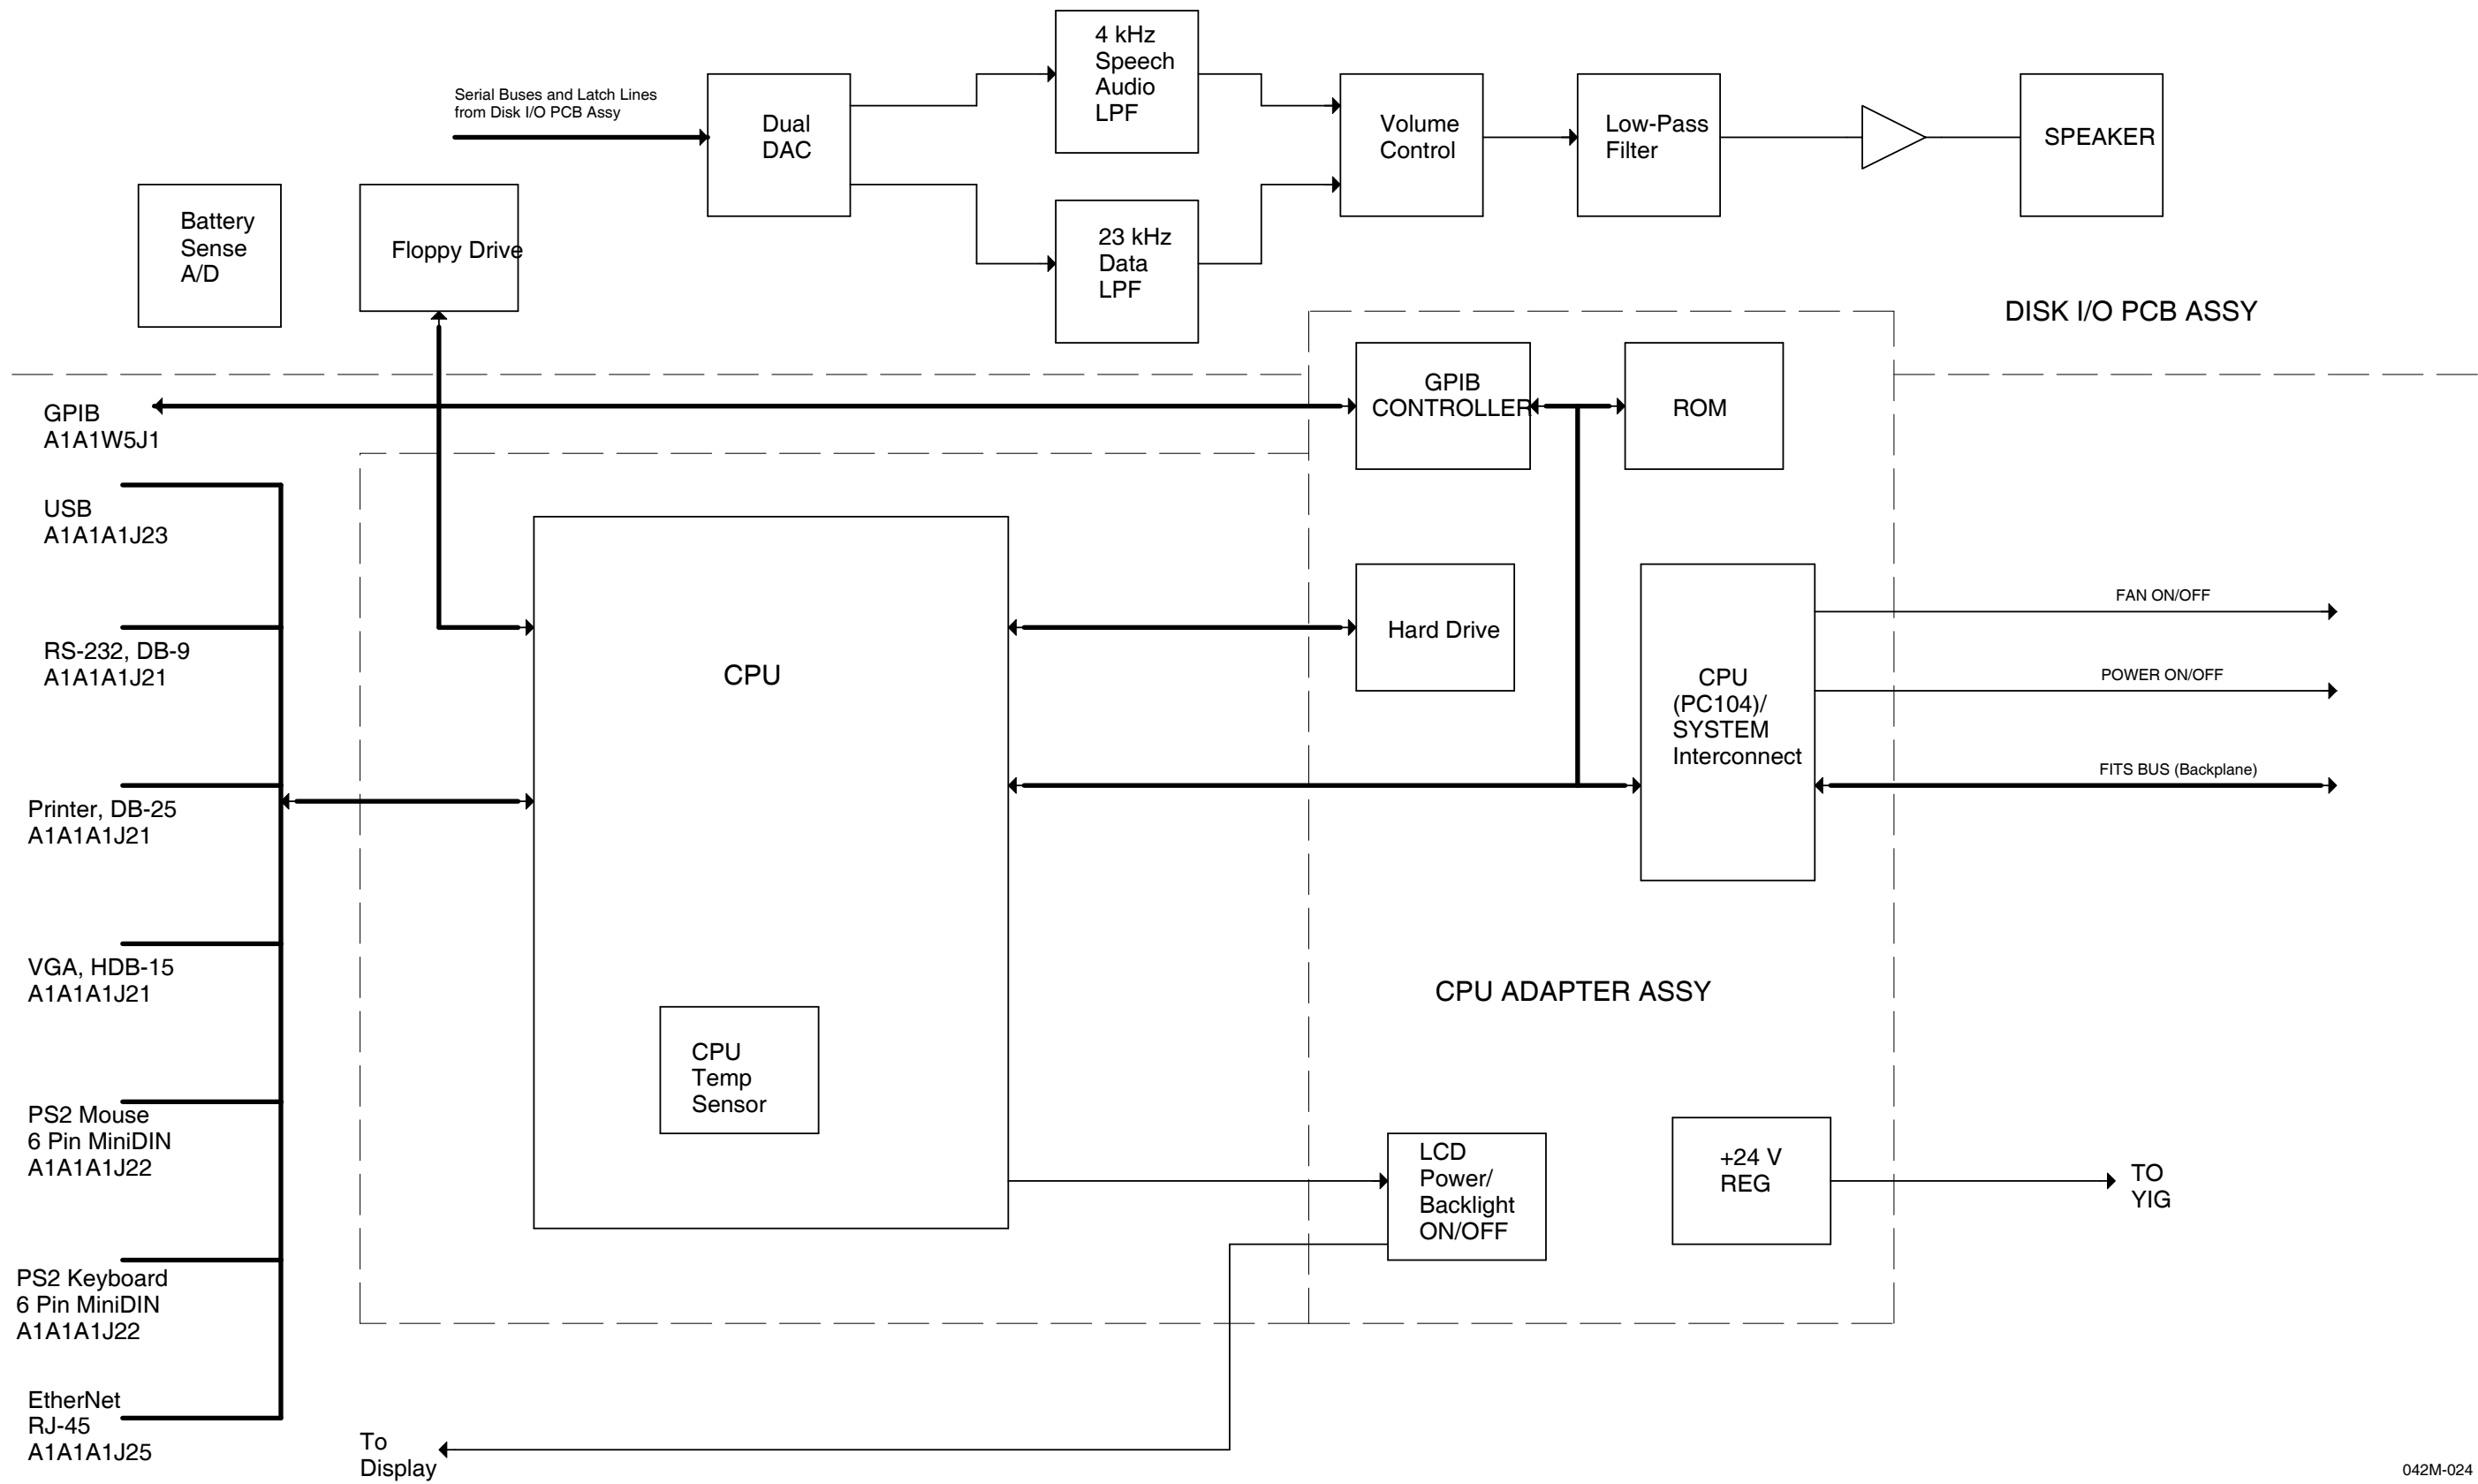 4 kHz
Speech
Audio
LPF
Serial Buses and Latch Lines
from Disk I/O PCB Assy
Dual
DAC
Volume
Control
Low-Pass
Filter
SPEAKER
Battery
Sense
A/D
Floppy Drive
23 kHz
Data
LPF
DISK I/O PCB ASSY
GPIB
A1A1W5J1
GPIB
CONTROLLER
ROM
USB
A1A1A1J23
RS-232, DB-9
A1A1A1J21
CPU
Hard Drive
CPU
(PC104)/
SYSTEM
Interconnect
FAN ON/OFF
POWER ON/OFF
FITS BUS (Backplane)
Printer, DB-25
A1A1A1J21
VGA, HDB-15
A1A1A1J21
CPU ADAPTER ASSY
CPU
Temp
Sensor
PS2 Mouse
6 Pin MiniDIN
A1A1A1J22
LCD
Power/
Backlight
ON/OFF
+24 V
REG
TO
YIG
PS2 Keyboard
6 Pin MiniDIN
A1A1A1J22
EtherNet
RJ-45
A1A1A1J25
To
Display
042M-024